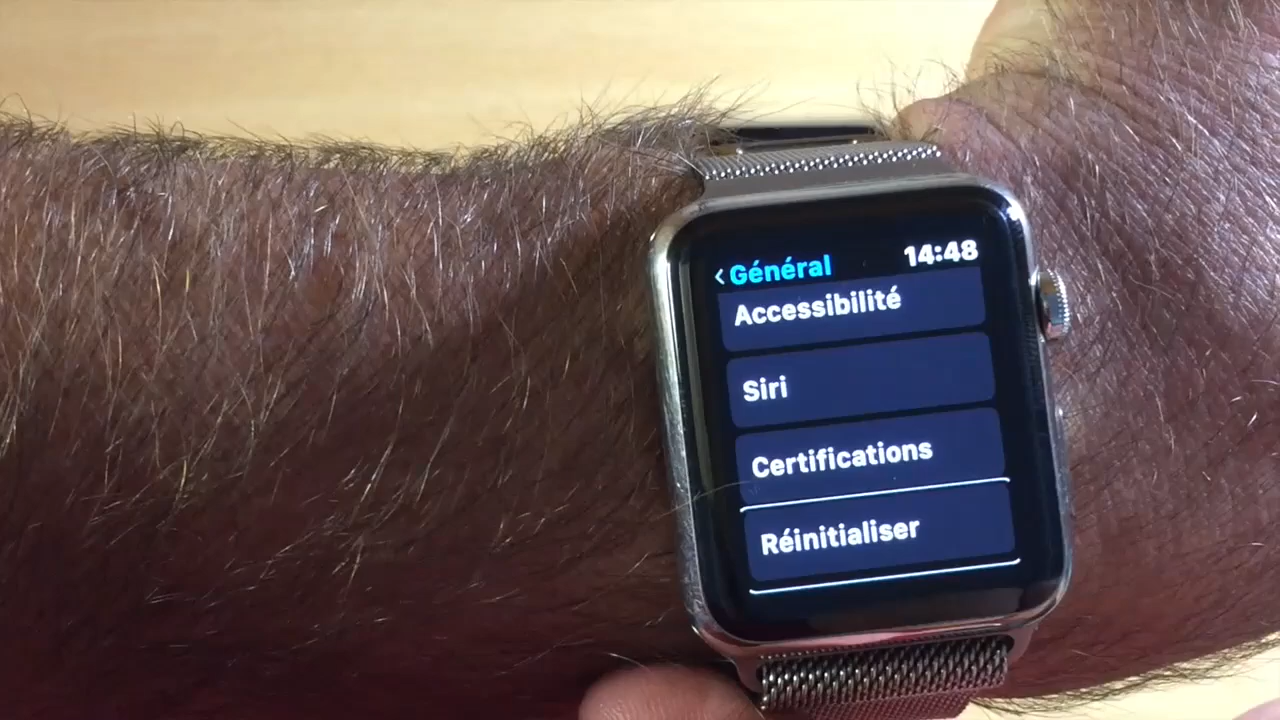 < Général 14:48
Accessibilité
Siri
Certifications
Réinitialiser